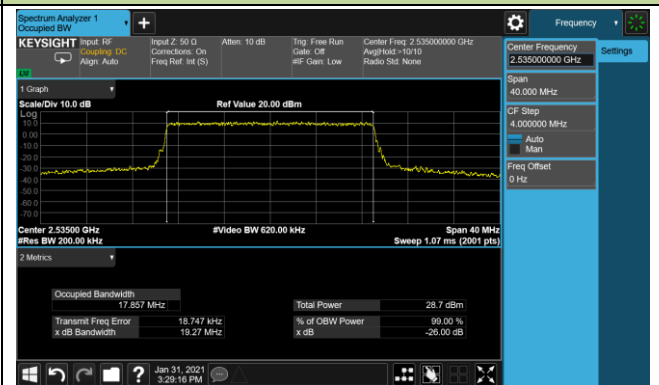 Spectrum Analyzer 1
Occupied BW
Frequency
KEYSIGHT
Input: RF
Coupling: DC
Align: Auto
Input Z: 50 Ω
Corrections: On
Freq Ref: Int (S)
Atten: 10 dB
Trig: Free Run
Gate: Off
#IF Gain: Low
Center Freq: 2.535000000 GHz
Avg|Hold:>10/10
Radio Std: None
Center Frequency
2.535000000 GHz
Settings
Span
40.000 MHz
CF Step
4.000000 MHz
Auto
Man
Freq Offset
0 Hz
1 Graph
Scale/Div 10.0 dB
Ref Value 20.00 dBm
Log
10.0
0.00
-10.0
-20.0
-30.0
-40.0
-50.0
-60.0
-70.0
Center 2.53500 GHz
#Video BW 620.00 kHz
Span 40 MHz
#Res BW 200.00 kHz
Sweep 1.07 ms (2001 pts)
2 Metrics
Occupied Bandwidth
17.857 MHz
Total Power
28.7 dBm
Transmit Freq Error
18.747 kHz
% of OBW Power
99.00 %
x dB Bandwidth
19.27 MHz
x dB
-26.00 dB
?
Jan 31, 2021
3:29:16 PM